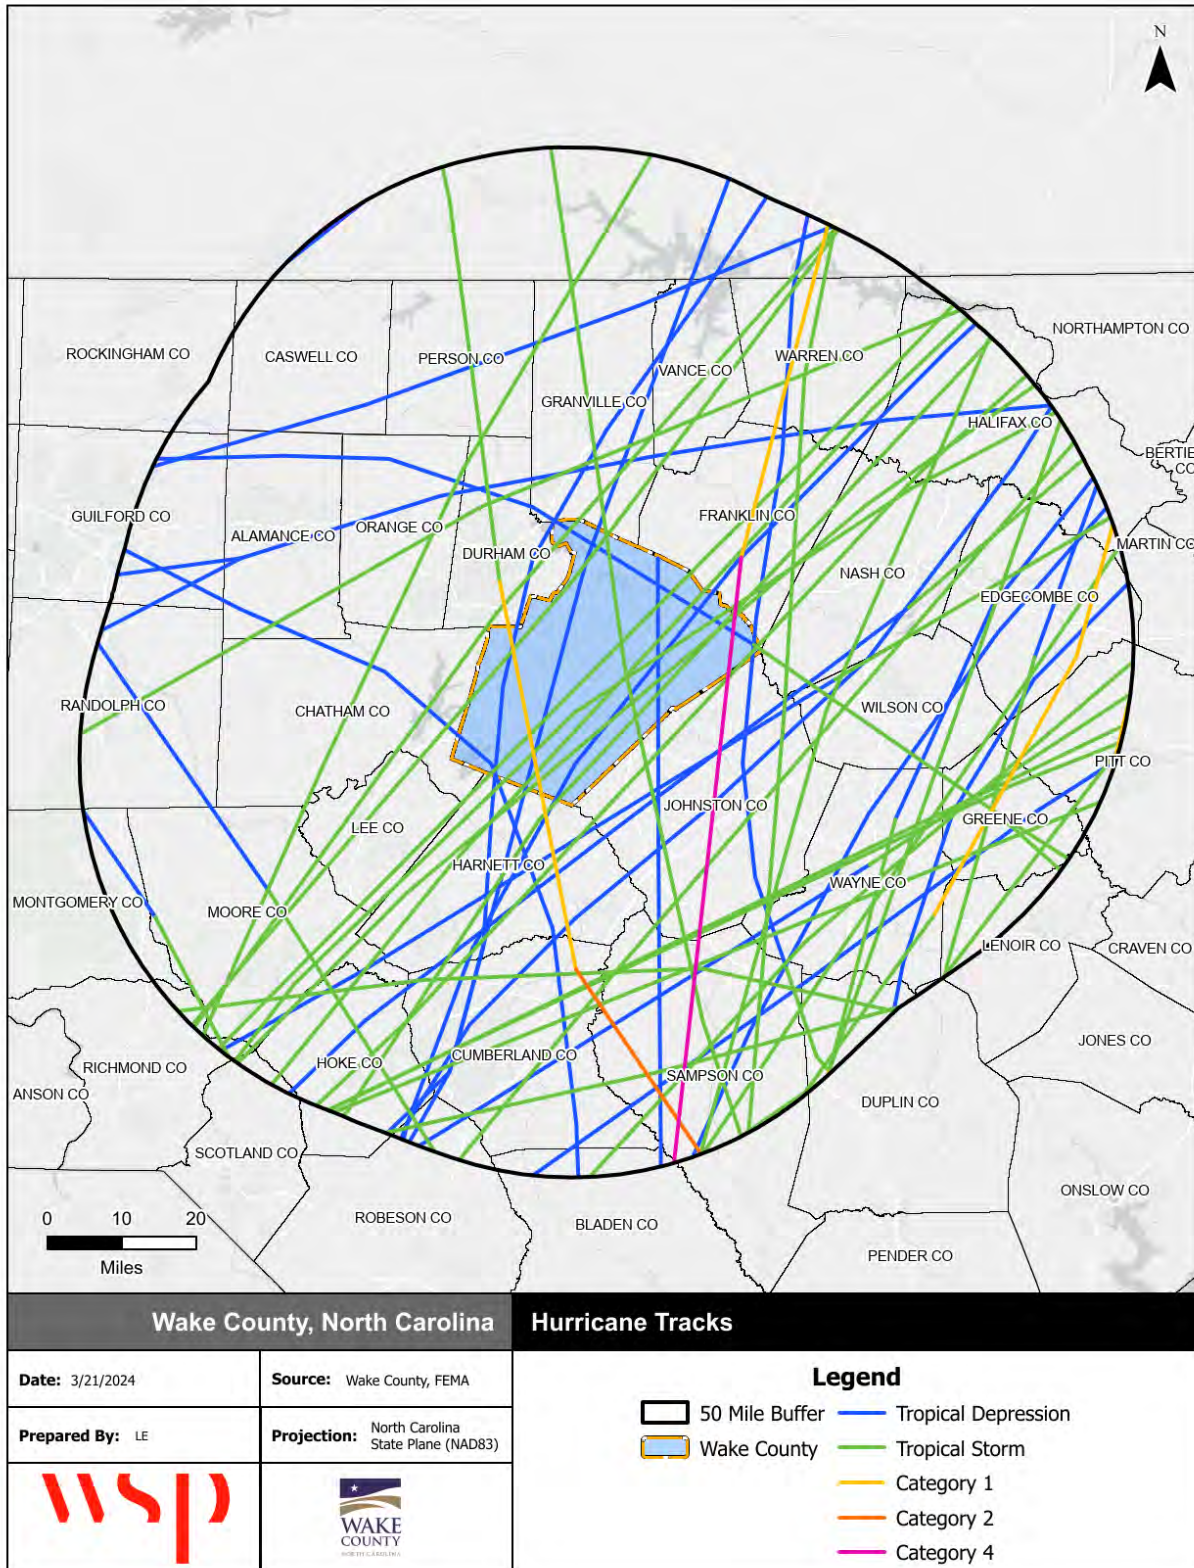 N
NORTHAMPTON CO
ROCKINGHAM CO
CASWELL CO
PERSON CO
WARREN CO
VANCE CO
GRANVILLE CO
HALIFAX CO
BERTIE
CO
GUILFORD CO
ALAMANCE CO
ORANGE CO
FRANKLIN CO
DURHAM CO
MARTIN CO
NASH CO
EDGECOMBE CO
RANDOLPH CO
CHATHAM CO
WILSON CO
PITT CO
JOHNSTON CO
GREENE CO
LEE CO
HARNETT CO
WAYNE CO
MONTGOMERY CO
MOORE CO
LENOIR CO
CRAVEN CO
JONES CO
RICHMOND CO
HOKE CO
CUMBERLAND CO
SAMPSON CO
ANSON CO
DUPLIN CO
SCOTLAND CO
ONSLOW CO
ROBESON CO
BLADEN CO
PENDER CO
0 10 20
Miles
Wake County, North Carolina
Hurricane Tracks
Date: 3/21/2024
Source: Wake County, FEMA
Prepared By: LE
Projection: North Carolina
State Plane (NAD83)
wsp
WAKE
COUNTY
NORTH CAROLINA
Legend
50 Mile Buffer
Wake County
Tropical Depression
Tropical Storm
Category 1
Category 2
Category 4